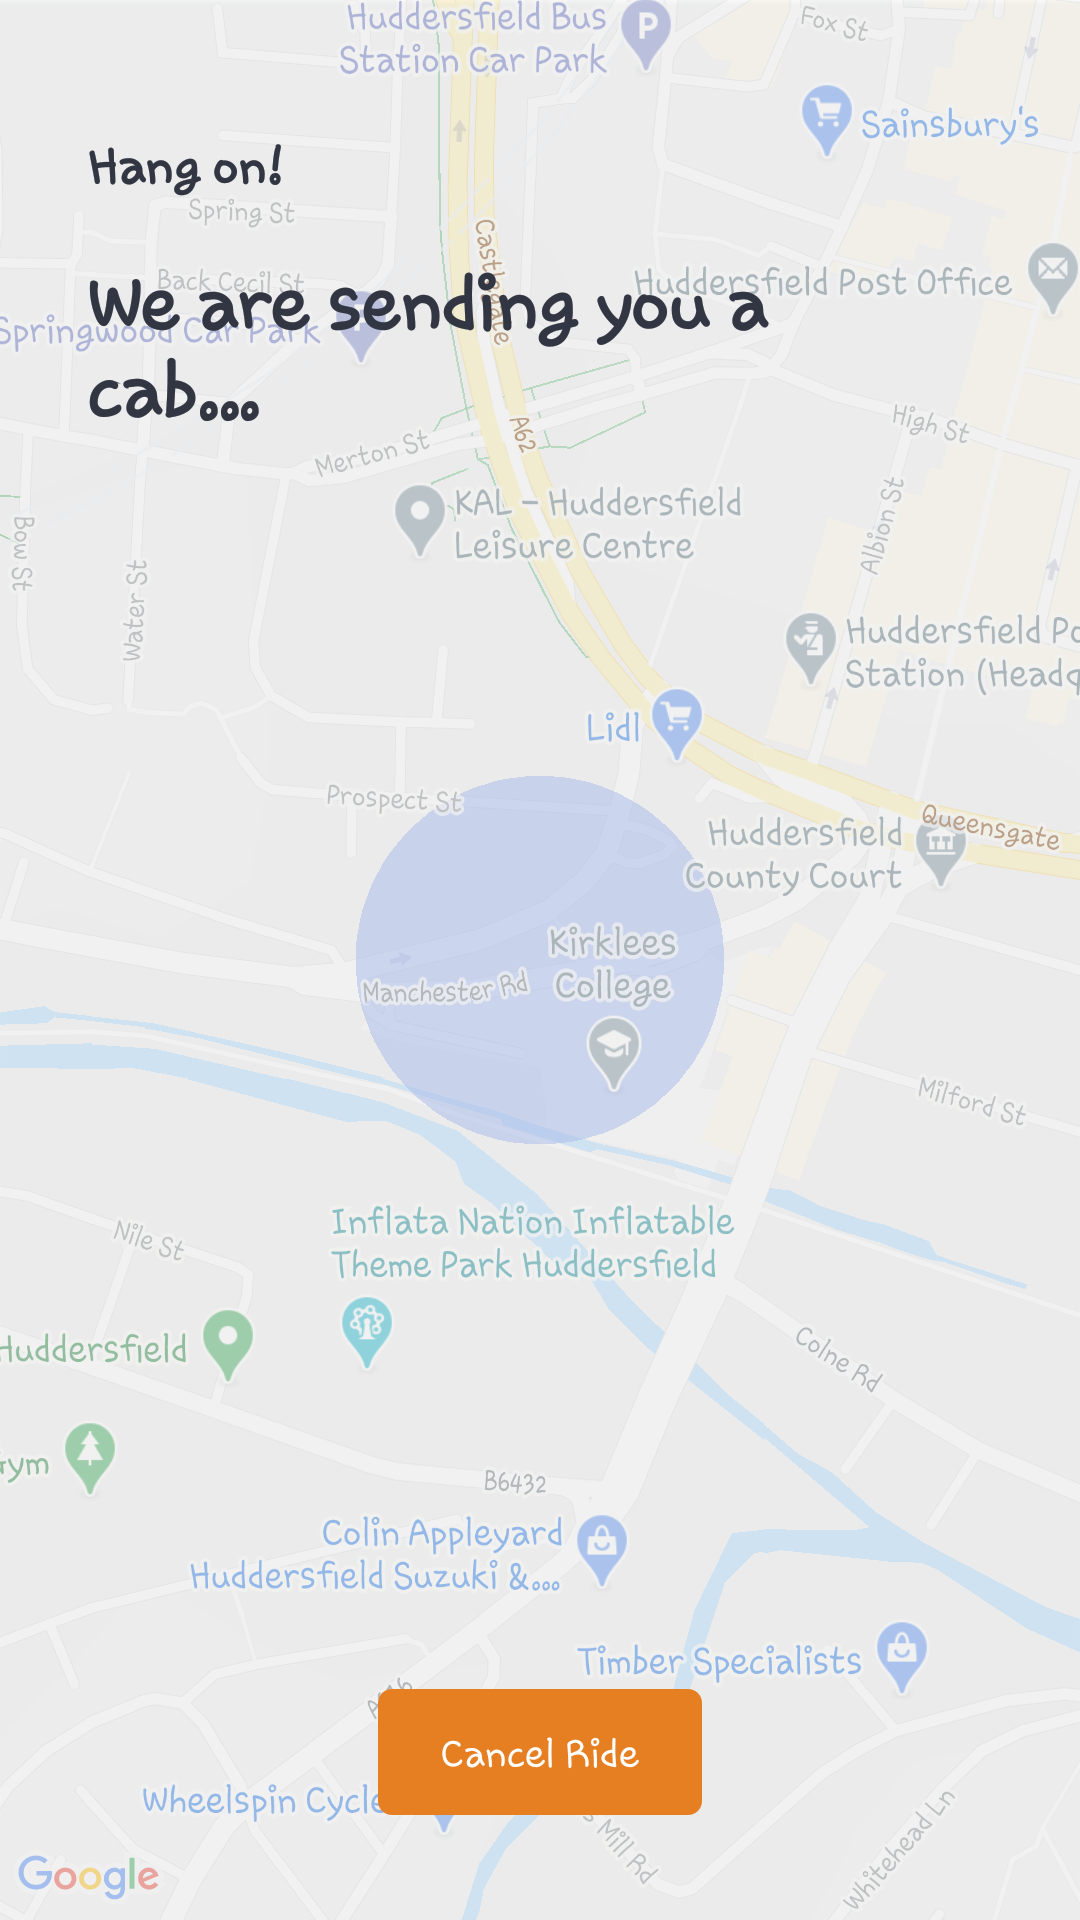 Huddersfield Bus
Station Car Park
Fox St
Sainsbury's
Hang on!
Spring St
Castlegate
Back Cecil St
Huddersfield Post Office
We are sending you a
cab...
Springwood Car Park
A62
High St
Merton St
KAL – Huddersfield
Leisure Centre
Albion St
Bow St
Water St
Huddersfield Po
Station (Headq
Lidl
Prospect St
Queensgate
Huddersfield
County Court
Kirklees
College
Manchester Rd
Milford St
Inflata Nation Inflatable
Theme Park Huddersfield
Nile St
Huddersfield
Colne Rd
Gym
B6432
Colin Appleyard
Huddersfield Suzuki &...
Timber Specialists
Cancel Ride
Wheelspin Cycle
s Mill Rd
Whitehead Ln
Google